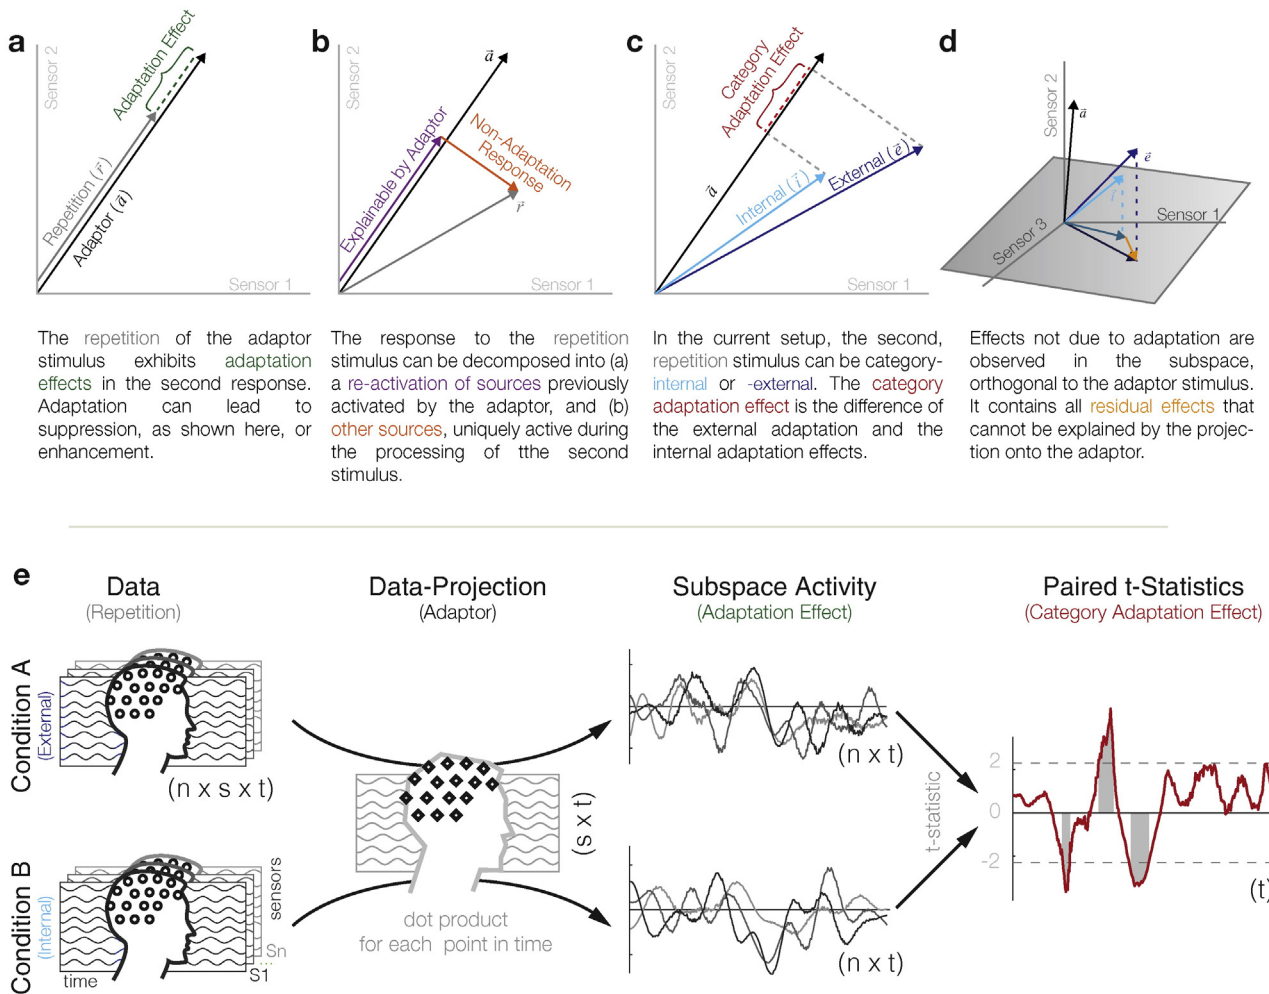 a
Sensor 2
Adaptation Effect
Repetition (r⃗)
Adaptor (a⃗)
Sensor 1
The repetition of the adaptor
stimulus exhibits adaptation
effects in the second response.
Adaptation can lead to
suppression, as shown here, or
enhancement.
b
Sensor 2
a⃗
Explainable by Adaptor
Non-Adaptation
Response
r⃗
Sensor 1
The response to the repetition
stimulus can be decomposed into (a)
a re-activation of sources previously
activated by the adaptor, and (b)
other sources, uniquely active during
the processing of tthe second
stimulus.
c
Sensor 2
Category
Adaptation Effect
a⃗
Internal (i⃗)
External (e⃗)
Sensor 1
In the current setup, the second,
repetition stimulus can be category-
internal or -external. The category
adaptation effect is the difference of
the external adaptation and the
internal adaptation effects.
d
Sensor 2
a⃗
e⃗
i⃗
Sensor 1
Sensor 3
Effects not due to adaptation are
observed in the subspace,
orthogonal to the adaptor stimulus.
It contains all residual effects that
cannot be explained by the projec-
tion onto the adaptor.
e
Data
(Repetition)
Data-Projection
(Adaptor)
Subspace Activity
(Adaptation Effect)
Paired t-Statistics
(Category Adaptation Effect)
Condition A
(External)
(n x s x t)
(s x t)
(n x t)
t-statistic
2
0
-2
(t)
Condition B
(Internal)
sensors
Sn
...
S1
time
dot product
for each point in time
(n x t)